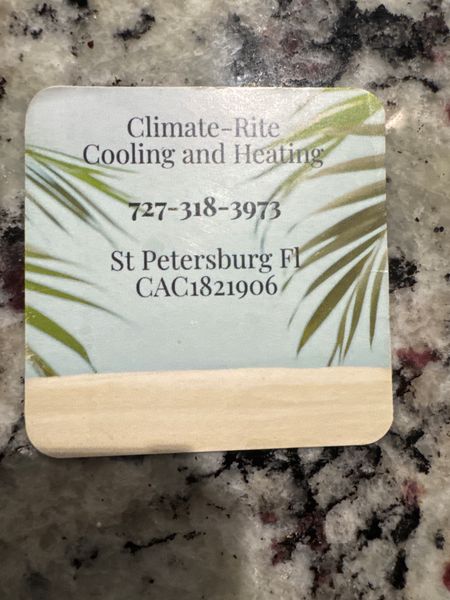 Climate-Rite
Cooling and Heating
727-318-3973
St Petersburg Fl
CAC1821906